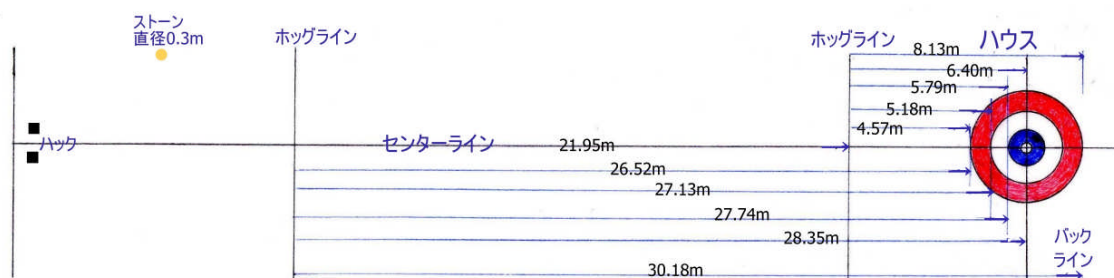 ストーン
直径0.3m
ホッグライン
ホッグライン
ハウス
8.13m
6.40m
5.79m
5.18m
4.57m
ハック
センターライン
21.95m
26.52m
27.13m
27.74m
28.35m
バック
ライン
30.18m